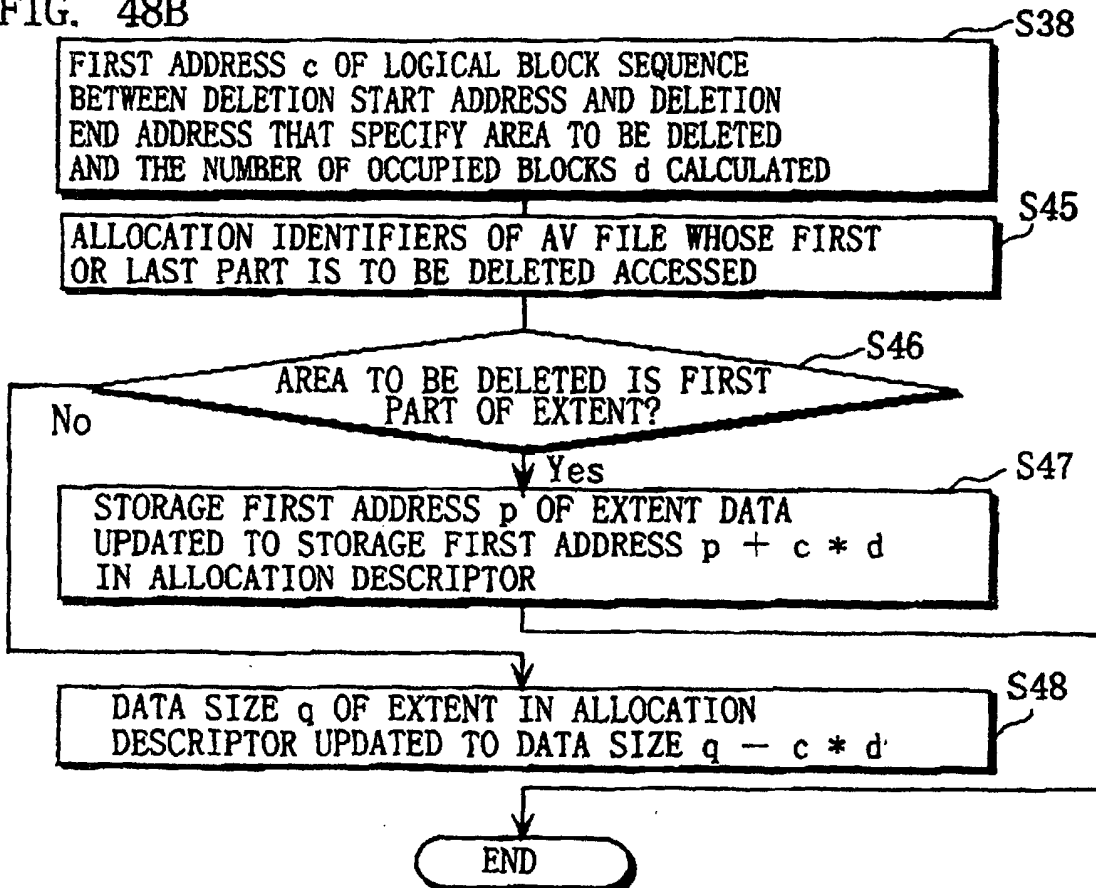 FIG. 48B
S38
FIRST ADDRESS c OF LOGICAL BLOCK SEQUENCE
BETWEEN DELETION START ADDRESS AND DELETION
END ADDRESS THAT SPECIFY AREA TO BE DELETED
AND THE NUMBER OF OCCUPIED BLOCKS d CALCULATED
S45
ALLOCATION IDENTIFIERS OF AV FILE WHOSE FIRST
OR LAST PART IS TO BE DELETED ACCESSED
S46
AREA TO BE DELETED IS FIRST
PART OF EXTENT?
No
Yes
S47
STORAGE FIRST ADDRESS p OF EXTENT DATA
UPDATED TO STORAGE FIRST ADDRESS p + c * d
IN ALLOCATION DESCRIPTOR
S48
DATA SIZE q OF EXTENT IN ALLOCATION
DESCRIPTOR UPDATED TO DATA SIZE q – c * d
END